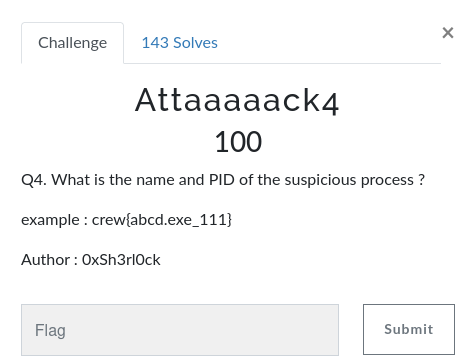 Challenge
143 Solves
×
Attaaaaack4
100
Q4. What is the name and PID of the suspicious process ?
example : crew{abcd.exe_111}
Author : 0xSh3rl0ck
Flag
Submit